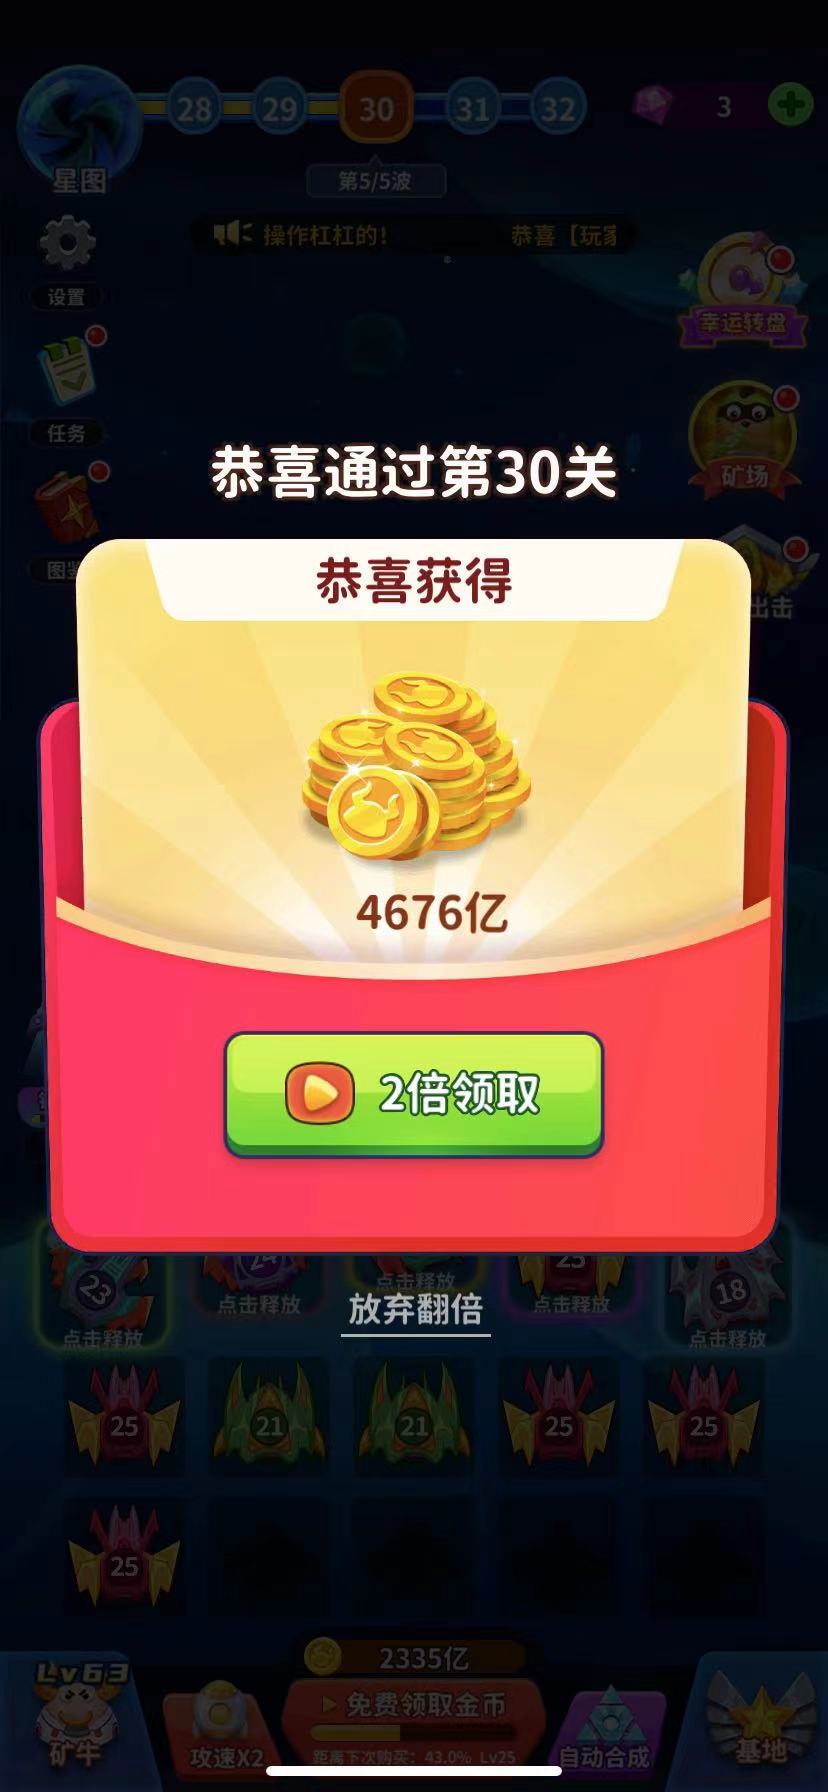 28
29
30
31
32
3
星图
第5/5波
操作杠杠的!
恭喜【玩家
设置
幸运转盘
任务
矿场
恭喜通过第30关
图鉴
出击
恭喜获得
4676亿
2倍领取
23
24
25
18
点击释放
点击释放
点击释放
点击释放
点击释放
放弃翻倍
25
21
21
25
25
25
2335亿
Lv63
矿牛
攻速X2
免费领取金币
距离下次购买：43.0% Lv25
自动合成
基地